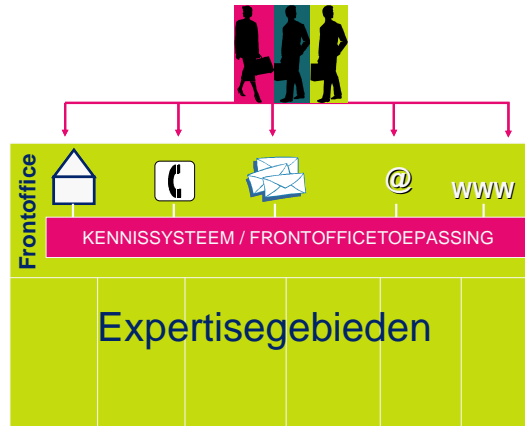 Frontoffice
@
www
KENNISSYSTEEM / FRONTOFFICETOEPASSING
Expertisegebieden